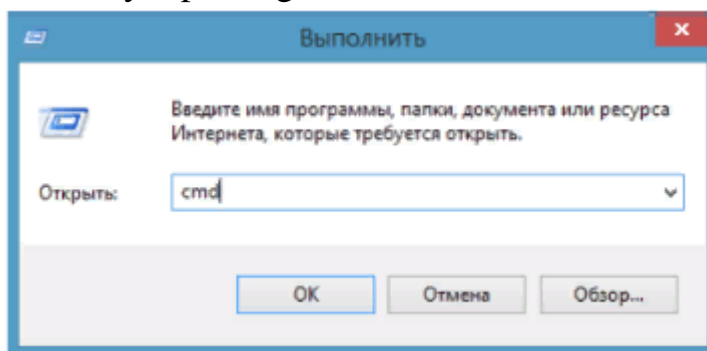 Выполнить
Введите имя программы, папки, документа или ресурса
Интернета, которые требуется открыть.
Открыть:
cmd
OK
Отмена
Обзор...